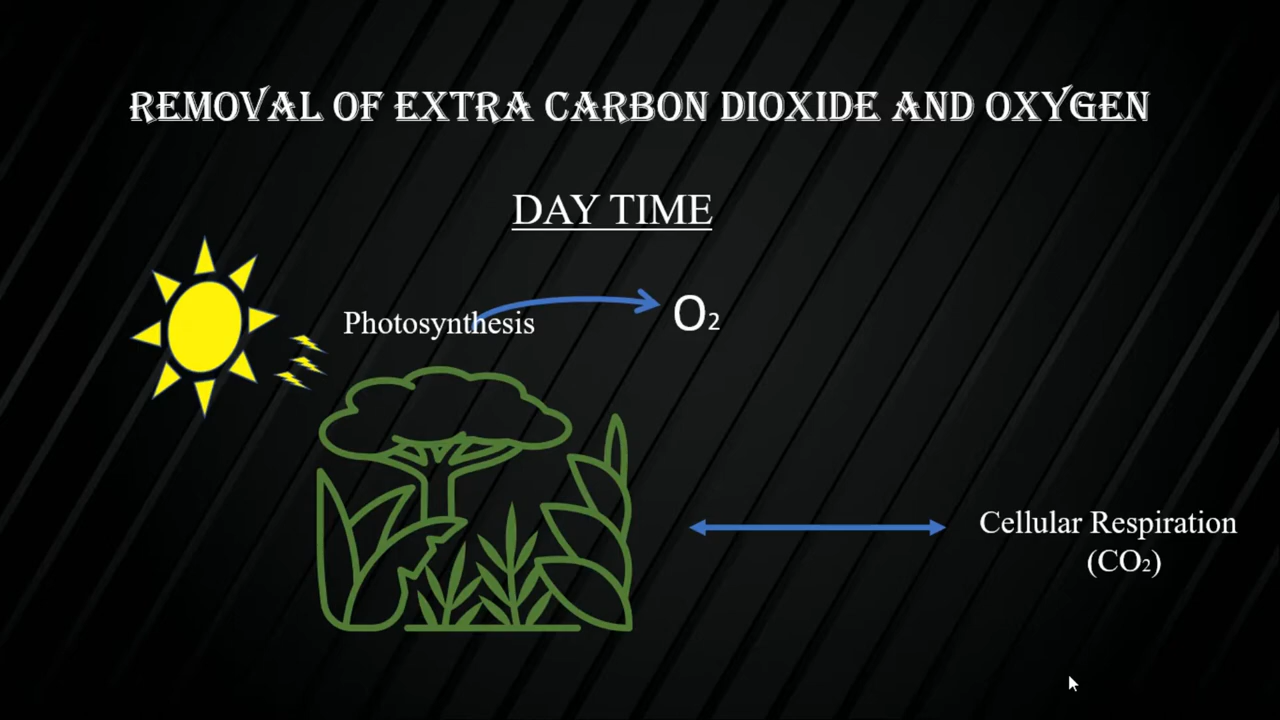 REMOVAL OF EXTRA CARBON DIOXIDE AND OXYGEN
DAY TIME
Photosynthesis
O₂
Cellular Respiration
(CO₂)